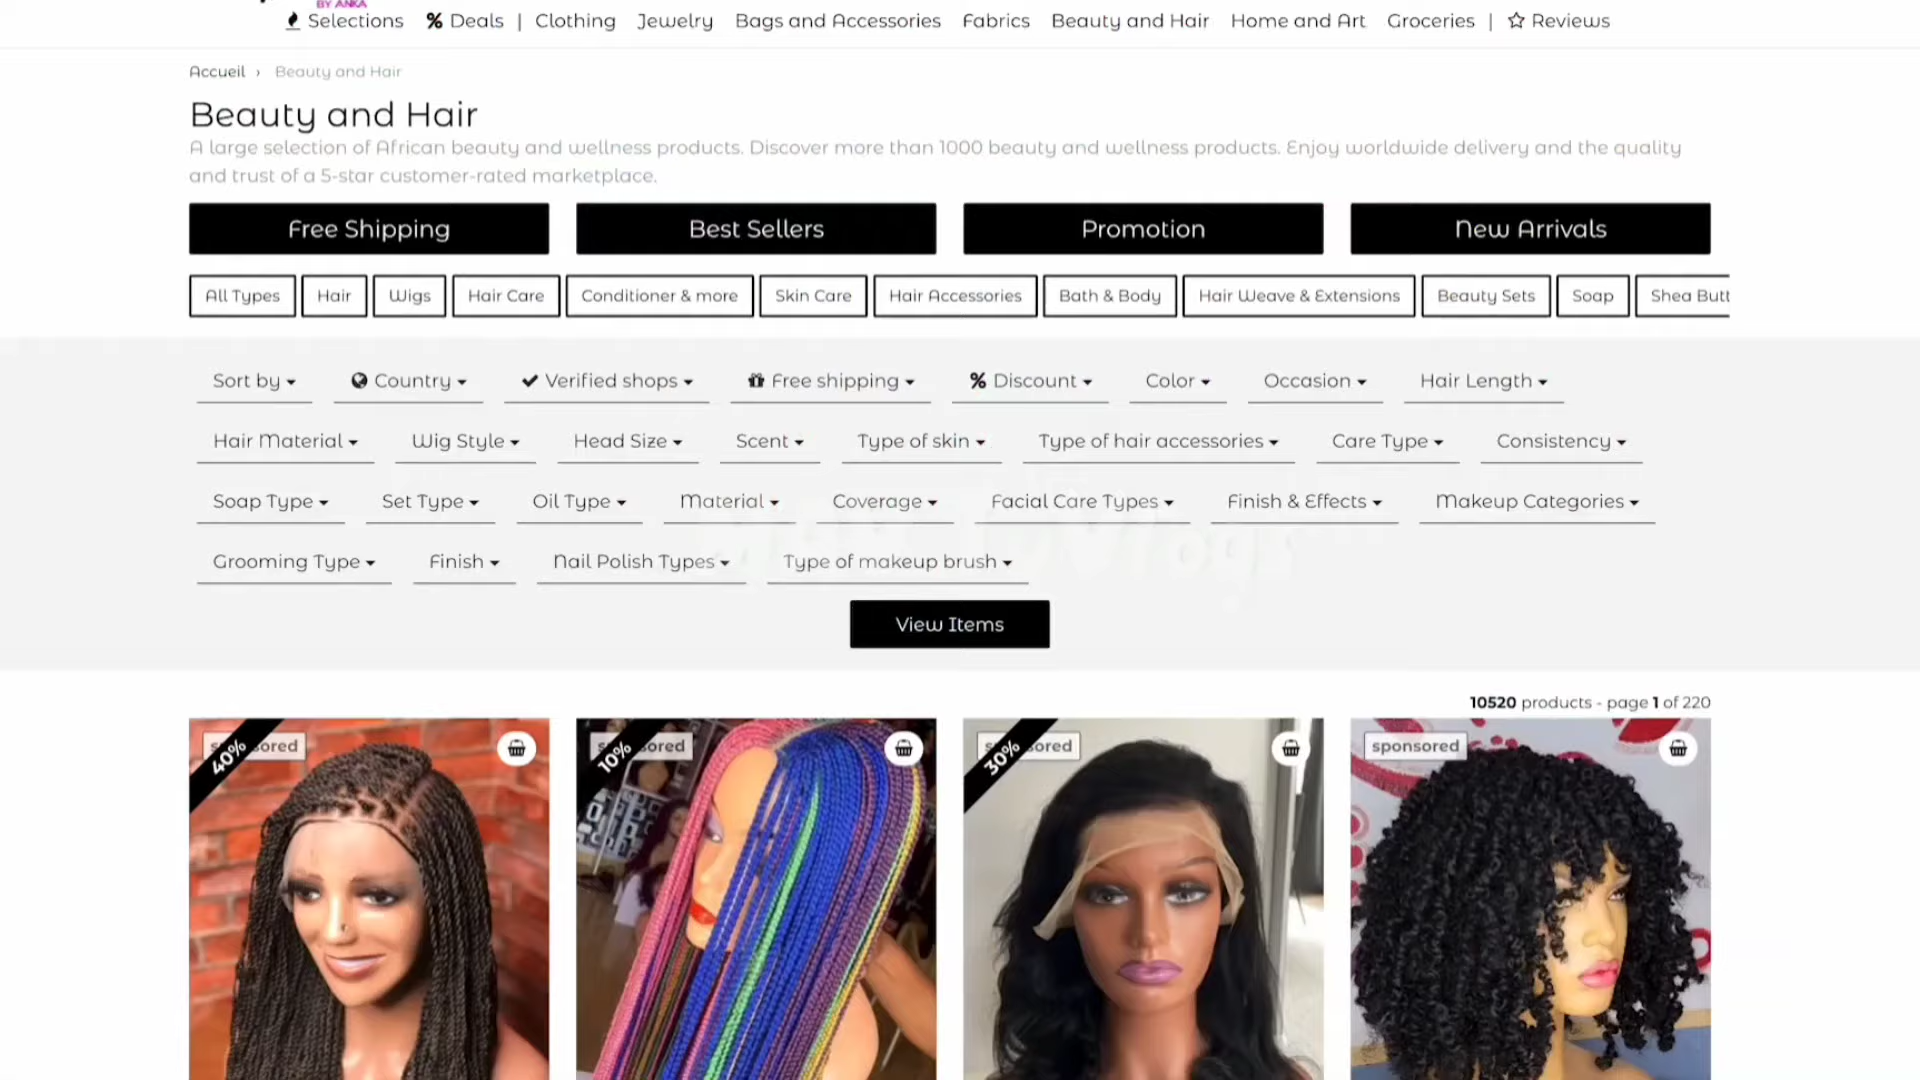 BY ANKA
Selections % Deals | Clothing Jewelry Bags and Accessories Fabrics Beauty and Hair Home and Art Groceries | Reviews
Accueil › Beauty and Hair
Beauty and Hair
A large selection of African beauty and wellness products. Discover more than 1000 beauty and wellness products. Enjoy worldwide delivery and the quality
and trust of a 5-star customer-rated marketplace.
Free Shipping Best Sellers Promotion New Arrivals
All Types Hair Wigs Hair Care Conditioner & more Skin Care Hair Accessories Bath & Body Hair Weave & Extensions Beauty Sets Soap Shea Butt
Sort by Country Verified shops Free shipping % Discount Color Occasion Hair Length
Hair Material Wig Style Head Size Scent Type of skin Type of hair accessories Care Type Consistency
Soap Type Set Type Oil Type Material Coverage Facial Care Types Finish & Effects Makeup Categories
Grooming Type Finish Nail Polish Types Type of makeup brush
View Items
10520 products - page 1 of 220
40% 10% 30% sponsored